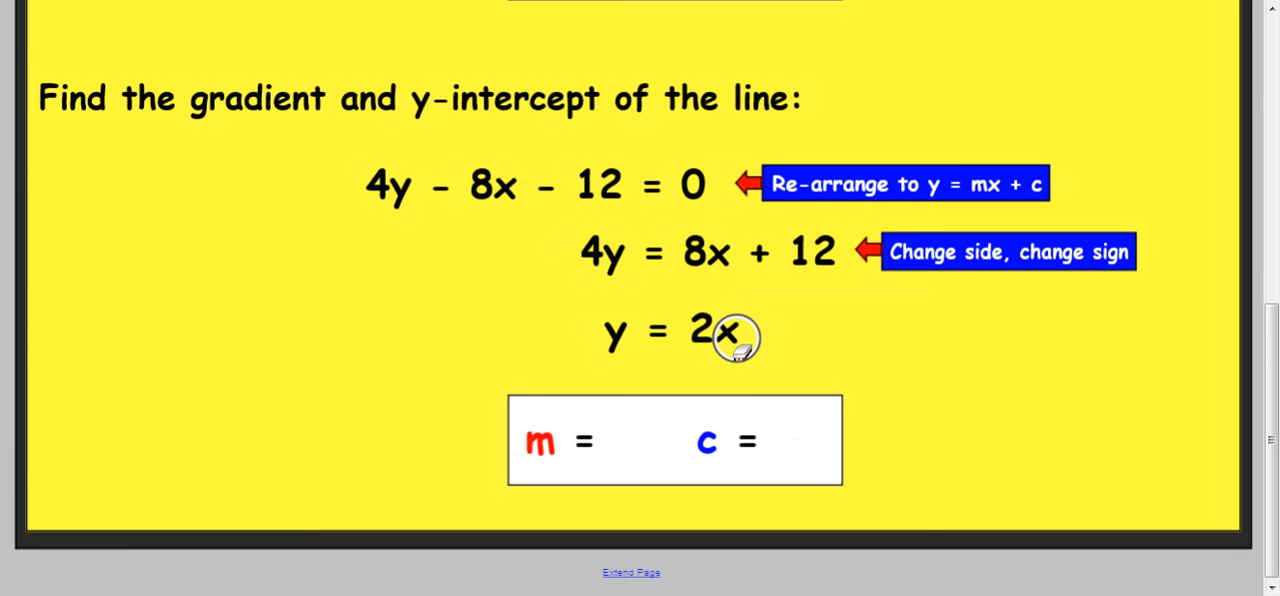 Find the gradient and y-intercept of the line:
4y - 8x - 12 = 0 Re-arrange to y = mx + c
4y = 8x + 12 Change side, change sign
y = 2x
m = c =
Extend Page